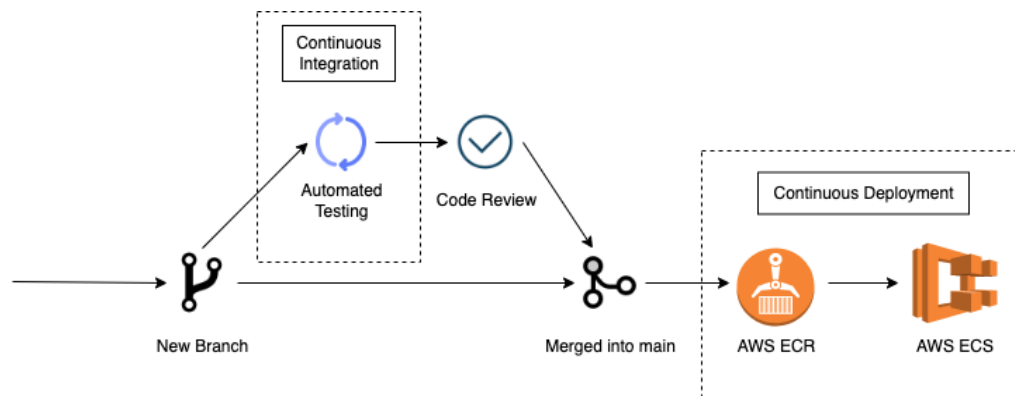 Continuous
Integration
Automated
Testing
Code Review
Continuous Deployment
New Branch
Merged into main
AWS ECR
AWS ECS